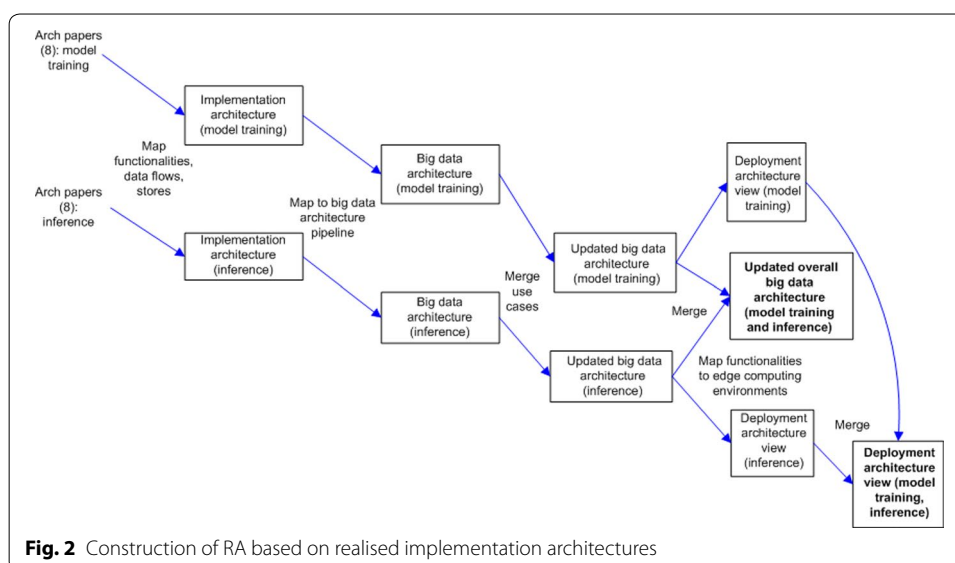 Arch papers
(8): model
training
Implementation
architecture
(model training)
Map
functionalities,
data flows,
stores
Arch papers
(8):
inference
Implementation
architecture
(inference)
Map to big data
architecture
pipeline
Big data
architecture
(model training)
Big data
architecture
(inference)
Merge
use
cases
Updated big data
architecture
(model training)
Updated big data
architecture
(inference)
Deployment
architecture
view (model
training)
Merge
Updated overall
big data
architecture
(model training
and inference)
Map functionalities
to edge computing
environments
Deployment
architecture
view
(inference)
Merge
Deployment
architecture
view (model
training,
inference)
Fig. 2 Construction of RA based on realised implementation architectures